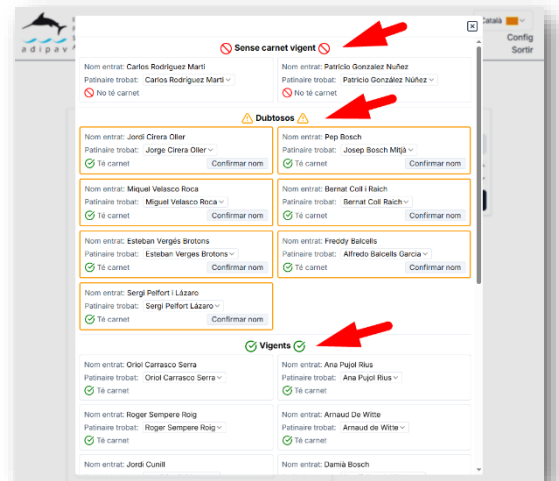 adipav
Català
Config
Sortir
Sense carnet vigent
Nom entrat: Carlos Rodríguez Martí
Patinaire trobat: Carlos Rodríguez Martí
No té carnet
Nom entrat: Patricio Gonzalez Nuñez
Patinaire trobat: Patricio González Núñez
No té carnet
Dubtosos
Nom entrat: Jordi Cirera Oller
Patinaire trobat: Jorge Cirera Oller
Té carnet
Confirmar nom
Nom entrat: Pep Bosch
Patinaire trobat: Josep Bosch Mitjà
Té carnet
Confirmar nom
Nom entrat: Miquel Velasco Roca
Patinaire trobat: Miguel Velasco Roca
Té carnet
Confirmar nom
Nom entrat: Bernat Coll i Raich
Patinaire trobat: Bernat Coll Raich
Té carnet
Confirmar nom
Nom entrat: Esteban Vergés Brotons
Patinaire trobat: Esteban Verges Brotons
Té carnet
Confirmar nom
Nom entrat: Freddy Balcells
Patinaire trobat: Alfredo Balcells Garcia
Té carnet
Confirmar nom
Nom entrat: Sergi Pelfort i Lázaro
Patinaire trobat: Sergi Pelfort Lázaro
Té carnet
Confirmar nom
Vigents
Nom entrat: Oriol Carrasco Serra
Patinaire trobat: Oriol Carrasco Serra
Té carnet
Nom entrat: Ana Pujol Rius
Patinaire trobat: Ana Pujol Rius
Té carnet
Nom entrat: Roger Sempere Roig
Patinaire trobat: Roger Sempere Roig
Té carnet
Nom entrat: Arnaud De Witte
Patinaire trobat: Arnaud de Witte
Té carnet
Nom entrat: Jordi Cunill
Nom entrat: Damià Bosch